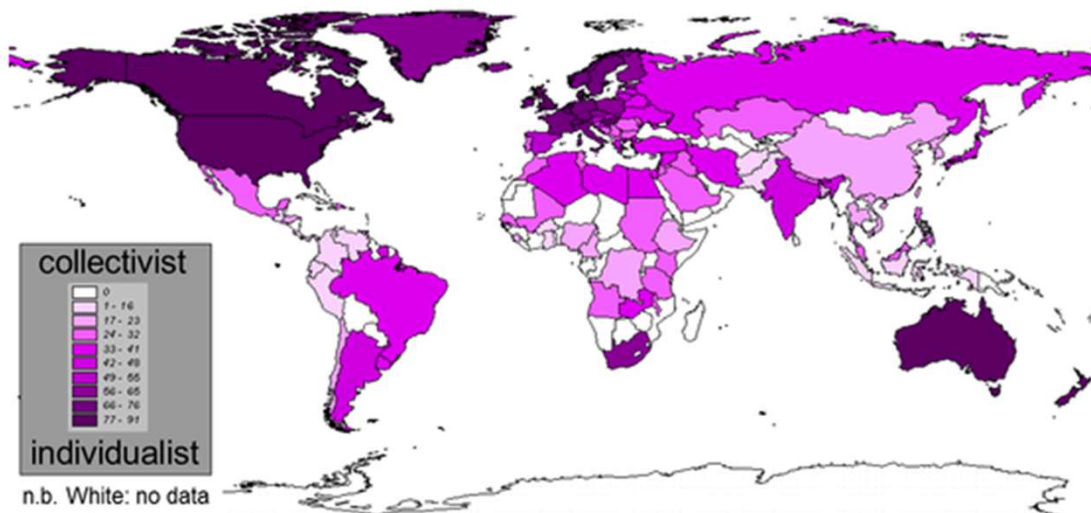 collectivist
0
1 - 16
17 - 23
24 - 32
33 - 41
42 - 48
49 - 55
56 - 65
66 - 76
77 - 91
individualist
n.b. White: no data